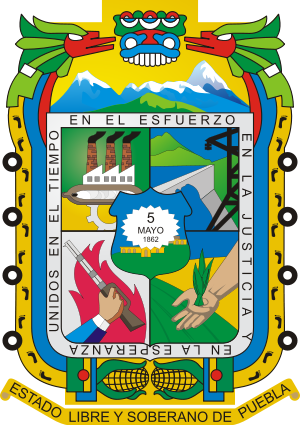 UNIDOS EN EL TIEMPO
EN EL ESFUERZO
EN LA JUSTICIA Y
EN LA ESPERANZA
5
MAYO
1862
ESTADO LIBRE Y SOBERANO DE PUEBLA